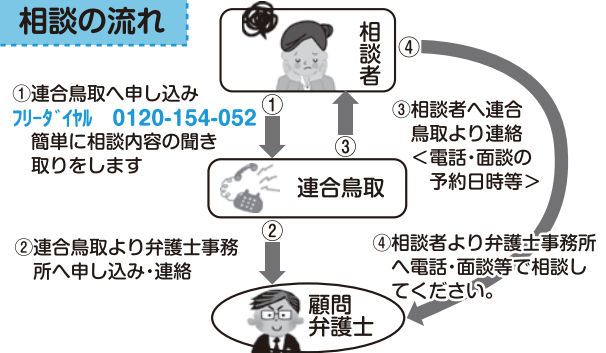 相談の流れ
相談者
④
①連合鳥取へ申し込み
ﾌﾘｰﾀﾞｲﾔﾙ 0120-154-052
簡単に相談内容の聞き
取りをします
①
③
③相談者へ連合
鳥取より連絡
＜電話・面談の
予約日時等＞
連合鳥取
②
②連合鳥取より弁護士事務
所へ申し込み・連絡
④相談者より弁護士事務所
へ電話・面談等で相談し
てください。
顧問
弁護士